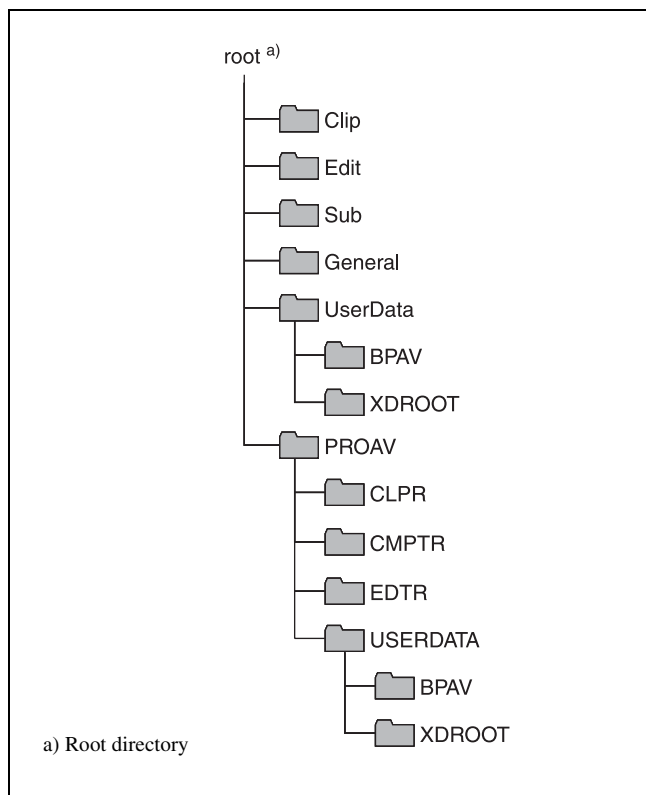 root a)
Clip
Edit
Sub
General
UserData
BPAV
XDROOT
PROAV
CLPR
CMPTR
EDTR
USERDATA
BPAV
XDROOT
a) Root directory